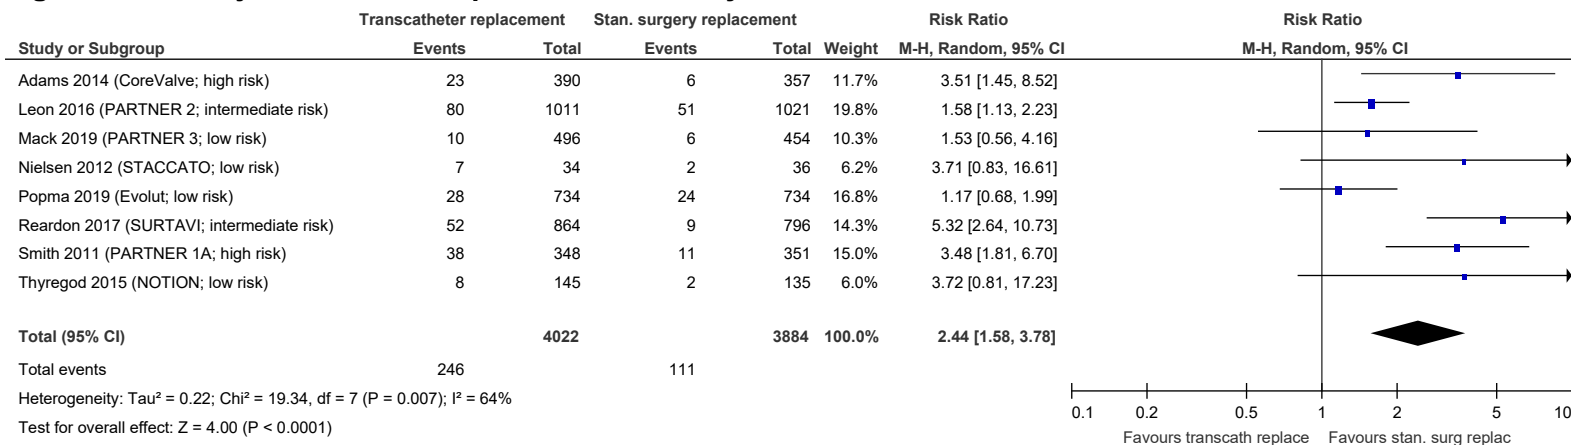 Transcatheter replacement Stan. surgery replacement Risk Ratio Risk Ratio
Study or Subgroup Events Total Events Total Weight M-H, Random, 95% CI M-H, Random, 95% CI
Adams 2014 (CoreValve; high risk) 23 390 6 357 11.7% 3.51 [1.45, 8.52]
Leon 2016 (PARTNER 2; intermediate risk) 80 1011 51 1021 19.8% 1.58 [1.13, 2.23]
Mack 2019 (PARTNER 3; low risk) 10 496 6 454 10.3% 1.53 [0.56, 4.16]
Nielsen 2012 (STACCATO; low risk) 7 34 2 36 6.2% 3.71 [0.83, 16.61]
Popma 2019 (Evolut; low risk) 28 734 24 734 16.8% 1.17 [0.68, 1.99]
Reardon 2017 (SURTAVI; intermediate risk) 52 864 9 796 14.3% 5.32 [2.64, 10.73]
Smith 2011 (PARTNER 1A; high risk) 38 348 11 351 15.0% 3.48 [1.81, 6.70]
Thyregod 2015 (NOTION; low risk) 8 145 2 135 6.0% 3.72 [0.81, 17.23]
Total (95% CI) 4022 3884 100.0% 2.44 [1.58, 3.78]
Total events 246 111
Heterogeneity: Tau² = 0.22; Chi² = 19.34, df = 7 (P = 0.007); I² = 64%
Test for overall effect: Z = 4.00 (P < 0.0001)
0.1 0.2 0.5 1 2 5 10
Favours transcath replace Favours stan. surg replac